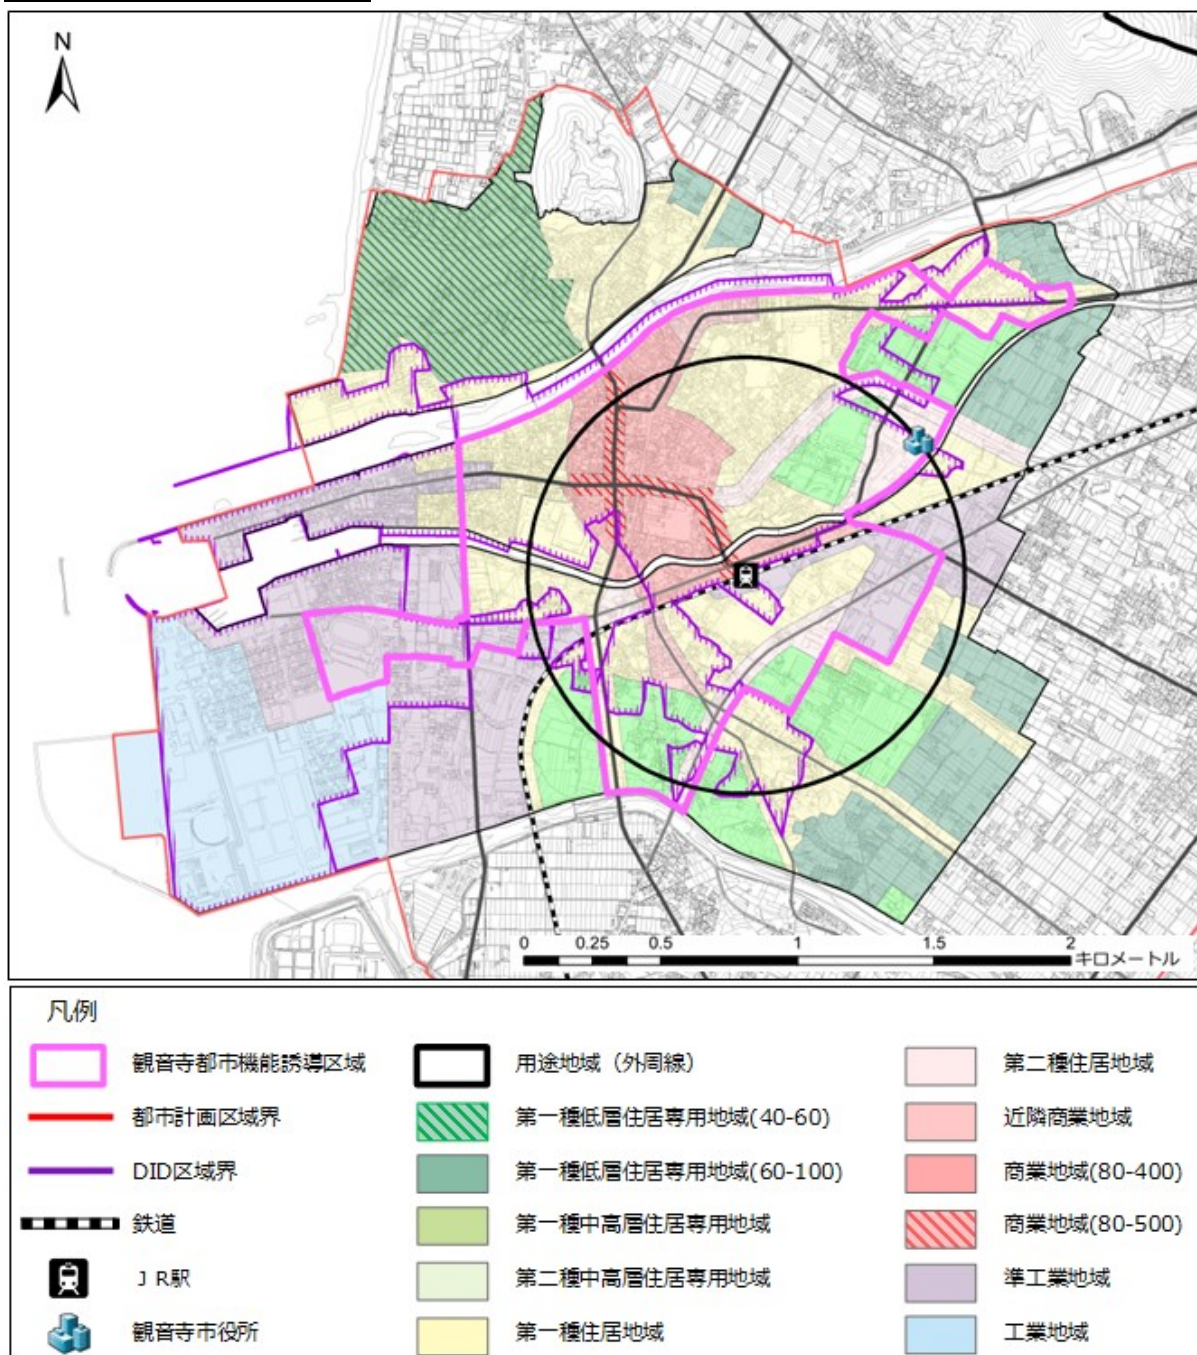 N
0 0.25 0.5 1 1.5 2
キロメートル
凡例
観音寺都市機能誘導区域
都市計画区域界
DID区域界
鉄道
JR駅
観音寺市役所
用途地域（外周線）
第一種低層住居専用地域(40-60)
第一種低層住居専用地域(60-100)
第一種中高層住居専用地域
第二種中高層住居専用地域
第一種住居地域
第二種住居地域
近隣商業地域
商業地域(80-400)
商業地域(80-500)
準工業地域
工業地域